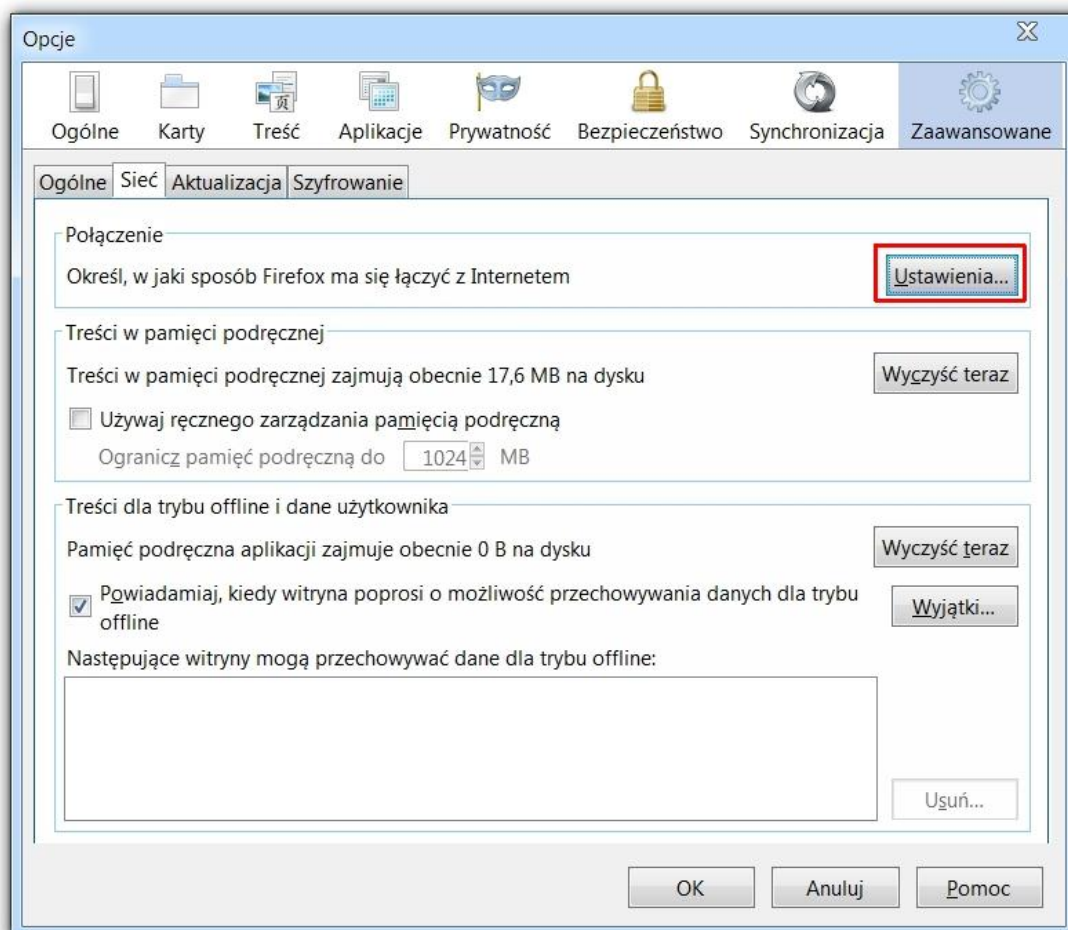 Opcje
Ogólne Karty Treść Aplikacje Prywatność Bezpieczeństwo Synchronizacja Zaawansowane
Ogólne Sieć Aktualizacja Szyfrowanie
Połączenie
Określ, w jaki sposób Firefox ma się łączyć z Internetem Ustawienia...
Treści w pamięci podręcznej
Treści w pamięci podręcznej zajmują obecnie 17,6 MB na dysku Wyczyść teraz
Używaj ręcznego zarządzania pamięcią podręczną
Ogranicz pamięć podręczną do 1024 MB
Treści dla trybu offline i dane użytkownika
Pamięć podręczna aplikacji zajmuje obecnie 0 B na dysku Wyczyść teraz
Powiadamiaj, kiedy witryna poprosi o możliwość przechowywania danych dla trybu
offline
Wyjątki...
Następujące witryny mogą przechowywać dane dla trybu offline:
Usuń...
OK Anuluj Pomoc